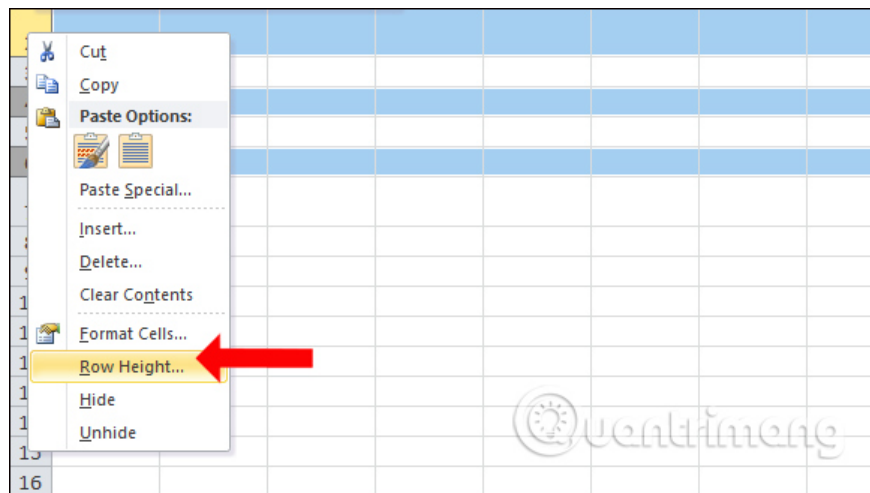 Cut
Copy
Paste Options:
Paste Special...
Insert...
Delete...
Clear Contents
Format Cells...
Row Height...
Hide
Unhide
16
Quantrimang